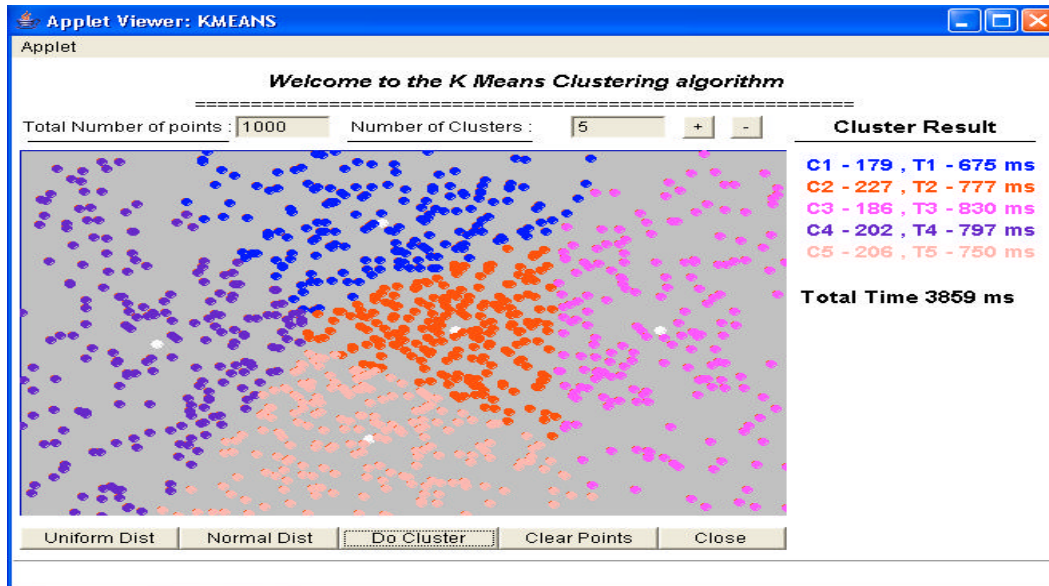 Applet Viewer: KMEANS
Applet
Welcome to the K Means Clustering algorithm
============================================================
Total Number of points : 1000 Number of Clusters : 5 + -
Cluster Result
C1 - 179 , T1 - 675 ms
C2 - 227 , T2 - 777 ms
C3 - 186 , T3 - 830 ms
C4 - 202 , T4 - 797 ms
C5 - 206 , T5 - 750 ms
Total Time 3859 ms
Uniform Dist Normal Dist Do Cluster Clear Points Close